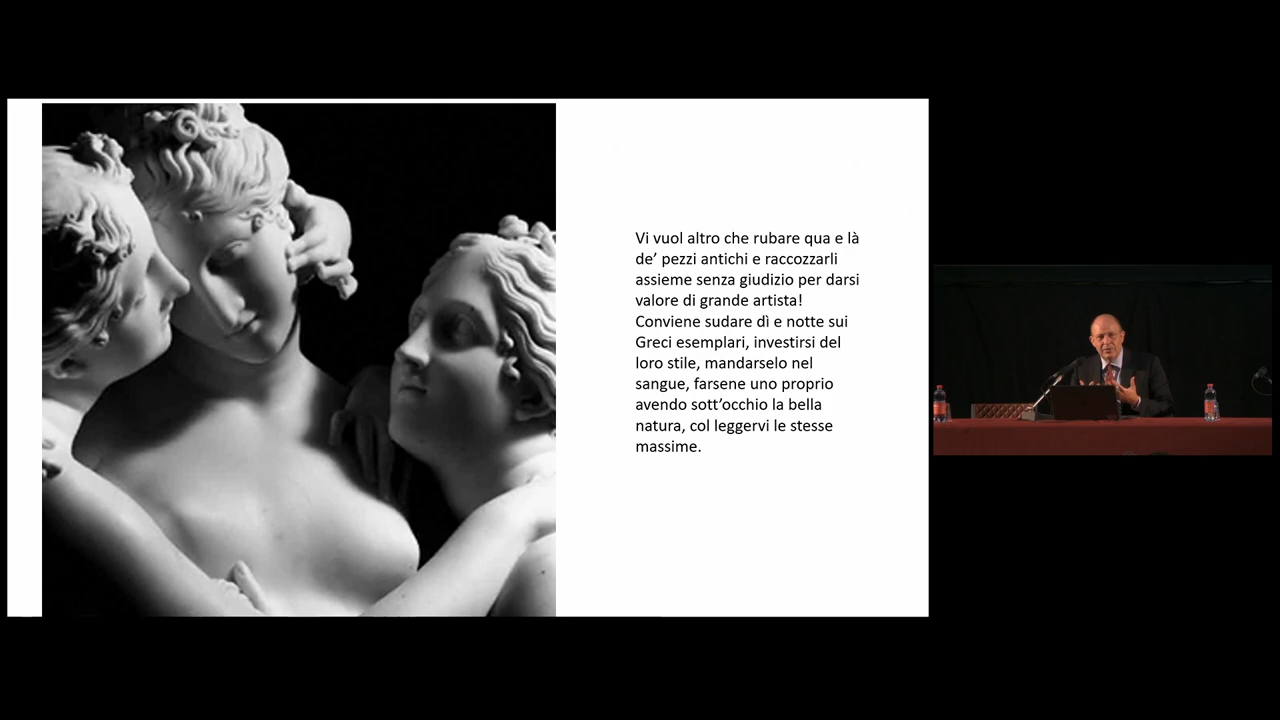 Vi vuol altro che rubare qua e là
de’ pezzi antichi e raccozzarli
assieme senza giudizio per darsi
valore di grande artista!
Conviene sudare dì e notte sui
Greci esemplari, investirsi del
loro stile, mandarselo nel
sangue, farsene uno proprio
avendo sott’occhio la bella
natura, col leggervi le stesse
massime.